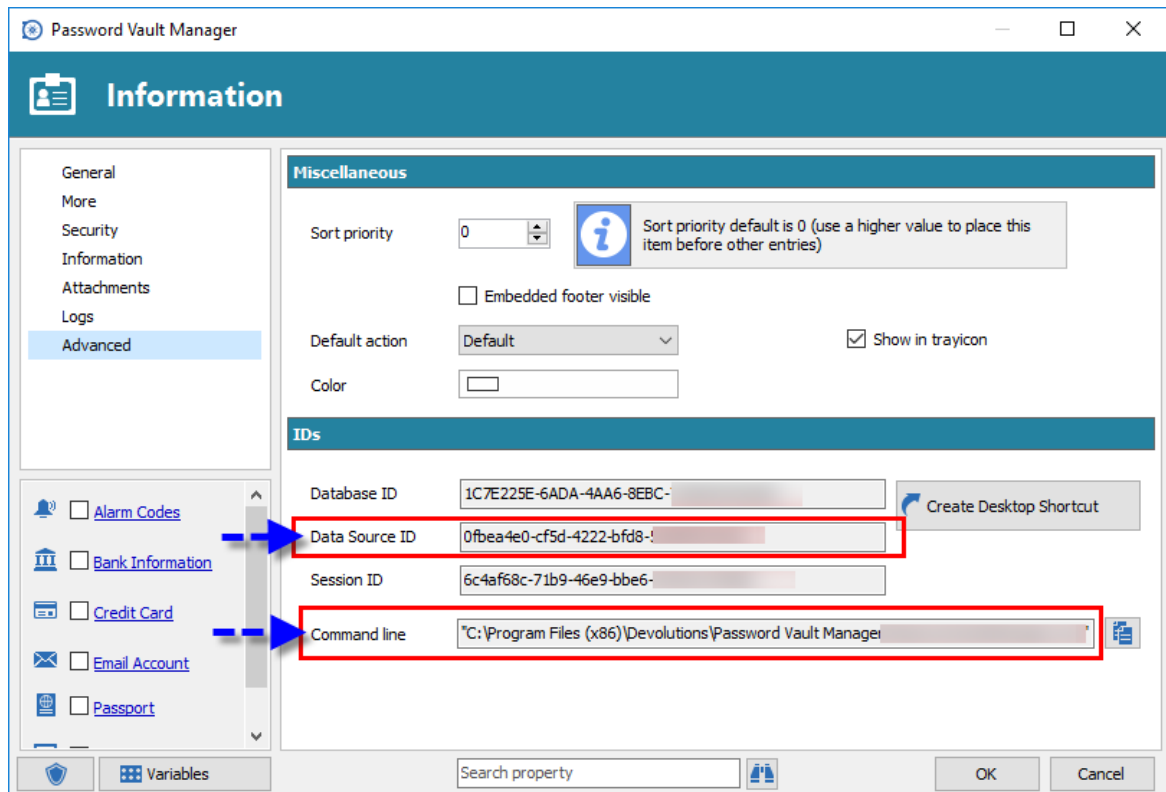 Password Vault Manager
Information
General
More
Security
Information
Attachments
Logs
Advanced
Alarm Codes
Bank Information
Credit Card
Email Account
Passport
Miscellaneous
Sort priority
0
Sort priority default is 0 (use a higher value to place this
item before other entries)
Embedded footer visible
Default action
Default
Show in trayicon
Color
IDs
Database ID
1C7E225E-6ADA-4AA6-8EBC-
Create Desktop Shortcut
Data Source ID
0fbea4e0-cf5d-4222-bfd8-
Session ID
6c4af68c-71b9-46e9-bbe6-
Command line
"C:\Program Files (x86)\Devolutions\Password Vault Manager
Variables
Search property
OK
Cancel